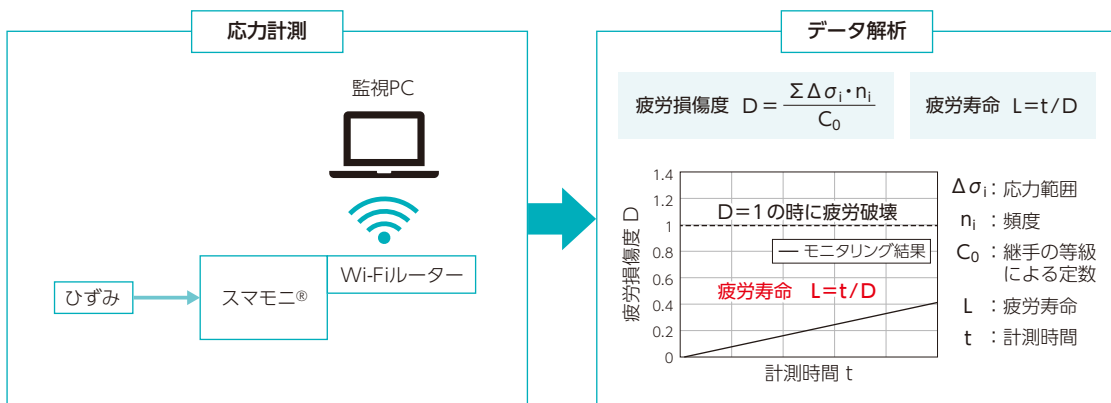 応力計測
監視PC
Wi-Fiルーター
ひずみ
スマモニ®
データ解析
疲労損傷度 D=ΣΔσi・ni/C0
疲労寿命 L=t/D
疲労損傷度 D
1.4
1.2
1
0.8
0.6
0.4
0.2
0
D=1の時に疲労破壊
モニタリング結果
疲労寿命 L=t/D
計測時間 t
Δσi：応力範囲
ni：頻度
C0：継手の等級
による定数
L：疲労寿命
t：計測時間